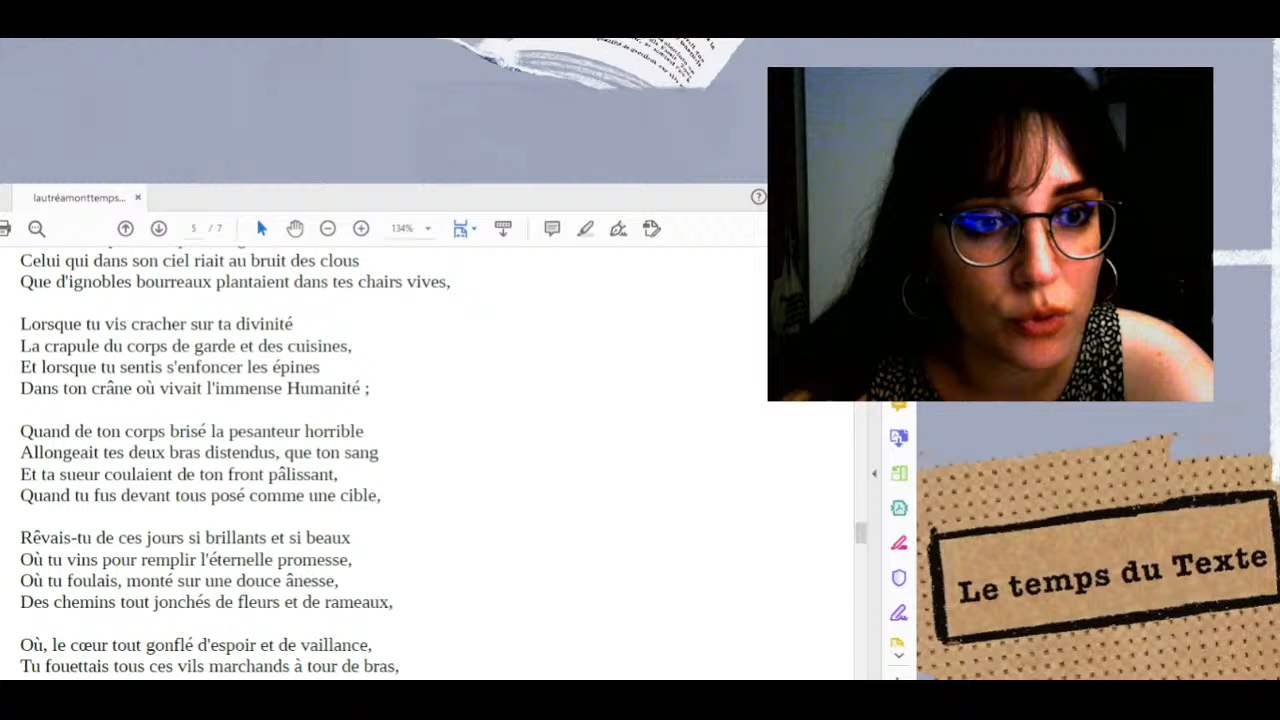 lautréamonttemps...
5 / 7
134%
Celui qui dans son ciel riait au bruit des clous
Que d'ignobles bourreaux plantaient dans tes chairs vives,
Lorsque tu vis cracher sur ta divinité
La crapule du corps de garde et des cuisines,
Et lorsque tu sentis s'enfoncer les épines
Dans ton crâne où vivait l'immense Humanité ;
Quand de ton corps brisé la pesanteur horrible
Allongeait tes deux bras distendus, que ton sang
Et ta sueur coulaient de ton front pâlissant,
Quand tu fus devant tous posé comme une cible,
Rêvais-tu de ces jours si brillants et si beaux
Où tu vins pour remplir l'éternelle promesse,
Où tu foulais, monté sur une douce ânesse,
Des chemins tout jonchés de fleurs et de rameaux,
Où, le cœur tout gonflé d'espoir et de vaillance,
Tu fouettais tous ces vils marchands à tour de bras,
Le temps du Texte